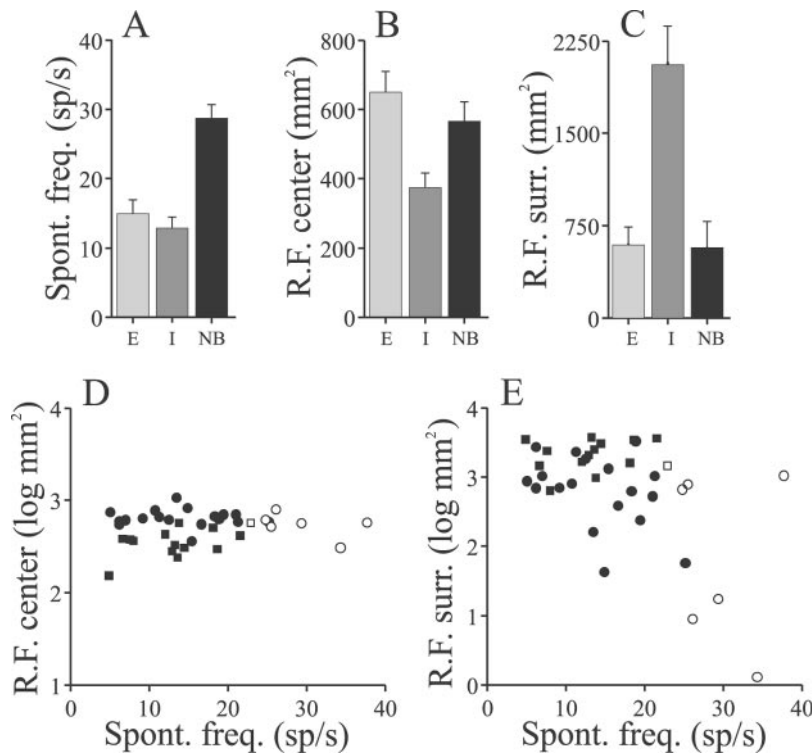 A
Spont. freq. (sp/s)
40
30
20
10
0
E I NB
B
R.F. center (mm²)
800
600
400
200
0
E I NB
C
R.F. surr. (mm²)
2250
1500
750
0
E I NB
D
R.F. center (log mm²)
4
3
2
1
0 10 20 30 40
Spont. freq. (sp/s)
E
R.F. surr. (log mm²)
4
3
2
1
0
0 10 20 30 40
Spont. freq. (sp/s)